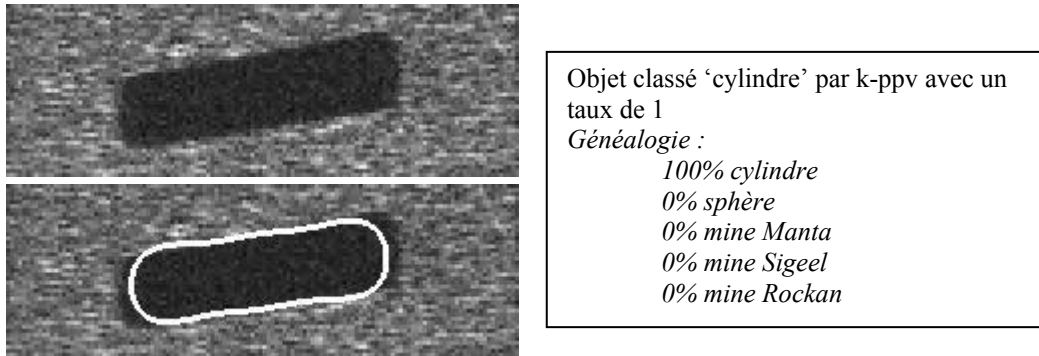 Objet classé ‘cylindre’ par k-ppv avec un
taux de 1
Généalogie :
100% cylindre
0% sphère
0% mine Manta
0% mine Sigeel
0% mine Rockan